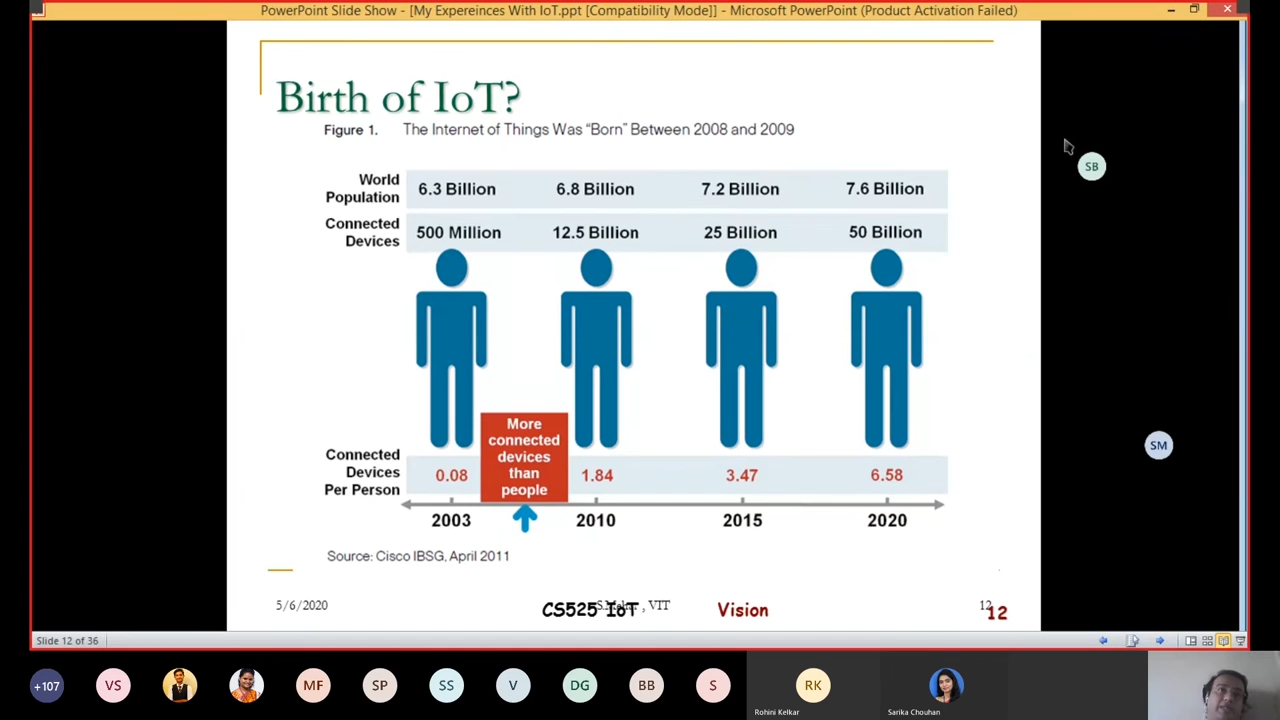 PowerPoint Slide Show - [My Expereinces With IoT.ppt [Compatibility Mode]] - Microsoft PowerPoint (Product Activation Failed)
Birth of IoT?
Figure 1. The Internet of Things Was “Born” Between 2008 and 2009
World Population 6.3 Billion 6.8 Billion 7.2 Billion 7.6 Billion
Connected Devices 500 Million 12.5 Billion 25 Billion 50 Billion
More
connected
devices
than
people
Connected Devices Per Person 0.08 1.84 3.47 6.58
2003 2010 2015 2020
Source: Cisco IBSG, April 2011
5/6/2020 CS525 IoT , VIT Vision 12
12
Slide 12 of 36
SB
SM
+107 VS MF SP SS V DG BB S RK
Rohini Kelkar Sarika Chouhan